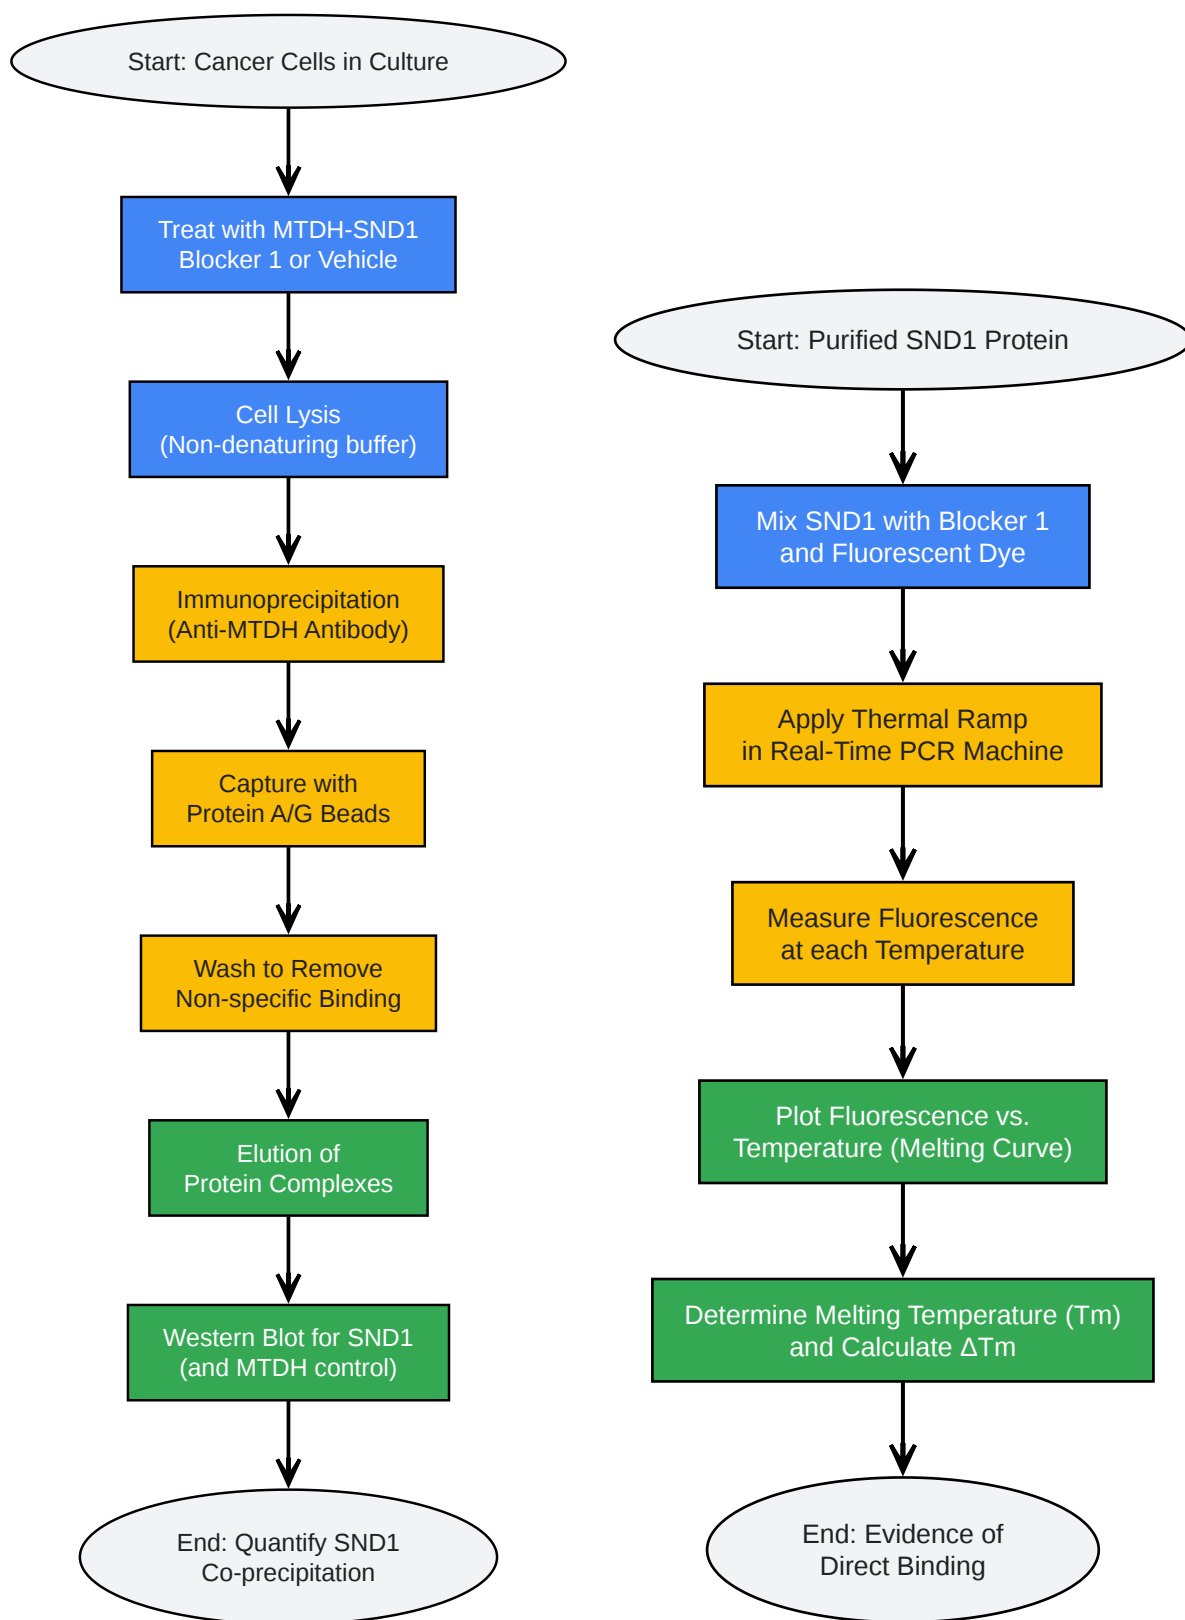 Start: Cancer Cells in Culture
Treat with MTDH-SND1
Blocker 1 or Vehicle
Cell Lysis
(Non-denaturing buffer)
Immunoprecipitation
(Anti-MTDH Antibody)
Capture with
Protein A/G Beads
Wash to Remove
Non-specific Binding
Elution of
Protein Complexes
Western Blot for SND1
(and MTDH control)
End: Quantify SND1
Co-precipitation
Start: Purified SND1 Protein
Mix SND1 with Blocker 1
and Fluorescent Dye
Apply Thermal Ramp
in Real-Time PCR Machine
Measure Fluorescence
at each Temperature
Plot Fluorescence vs.
Temperature (Melting Curve)
Determine Melting Temperature (Tm)
and Calculate ΔTm
End: Evidence of
Direct Binding